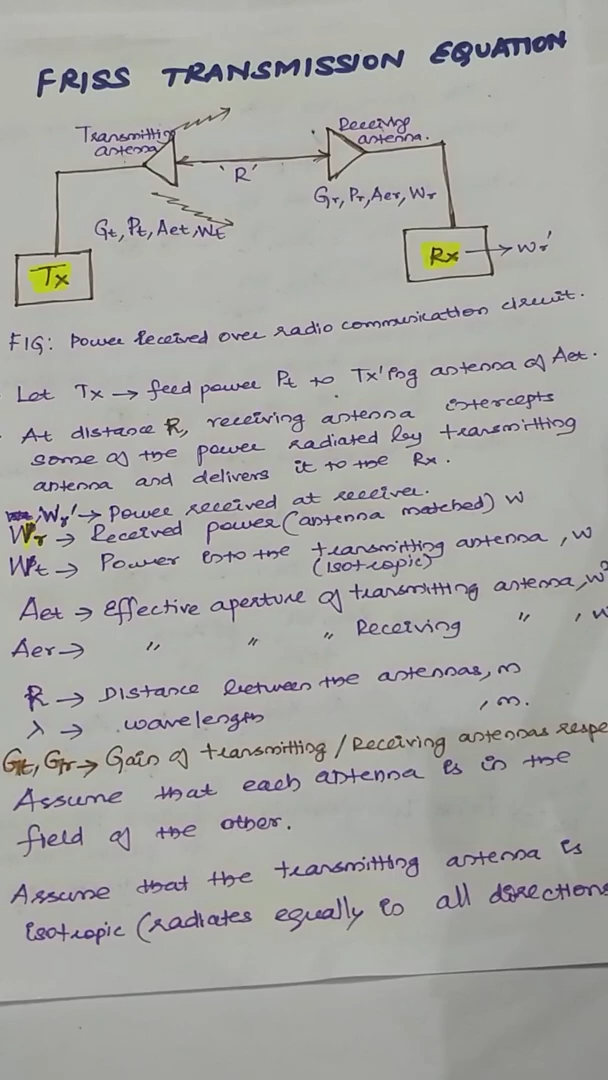 FRISS TRANSMISSION EQUATION
Transmitting
antenna
Receiving
antenna.
'R'
Gt, Pt, Aet, Wt
Gr, Pr, Aer, Wr
Tx
Rx
Wr'
FIG: Power Received over radio communication circuit.
Let Tx → feed power Pt to Tx'ing antenna of Aet.
At distance R, receiving antenna intercepts
some of the power radiated by transmitting
antenna and delivers it to the Rx.
Wr' → Power received at receiver.
Wr → Received power (antenna matched) W
Wt → Power into the transmitting antenna, W
(isotropic)
Aet → Effective aperture of transmitting antenna,
Aer → " " " Receiving " ,
R → Distance between the antennas, m
λ → wavelength , m.
Gt, Gr → Gain of transmitting / Receiving antennas respe
Assume that each antenna is in the
field of the other.
Assume that the transmitting antenna is
isotropic (radiates equally in all directions